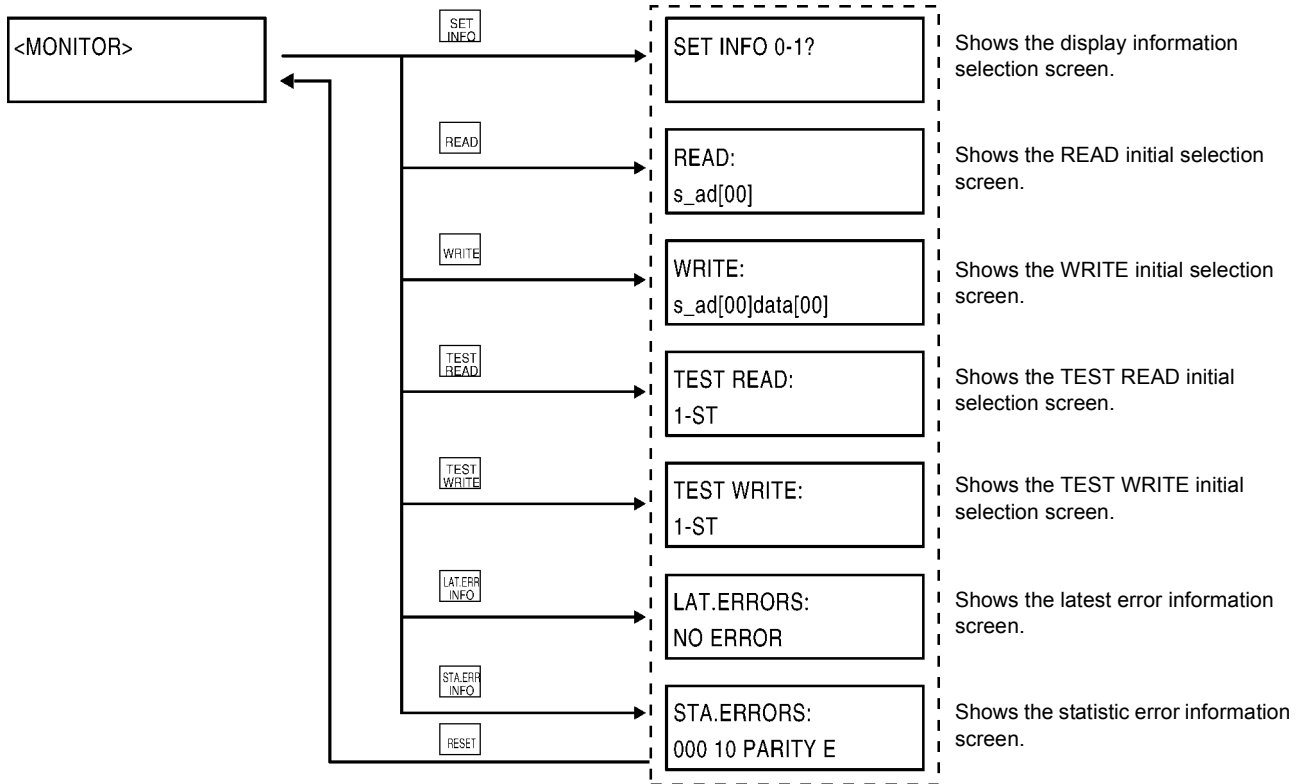 <MONITOR>
SET
INFO
SET INFO 0-1?
Shows the display information
selection screen.
READ
READ:
s_ad[00]
Shows the READ initial selection
screen.
WRITE
WRITE:
s_ad[00]data[00]
Shows the WRITE initial selection
screen.
TEST
READ
TEST READ:
1-ST
Shows the TEST READ initial
selection screen.
TEST
WRITE
TEST WRITE:
1-ST
Shows the TEST WRITE initial
selection screen.
LAT.ERR
INFO
LAT.ERRORS:
NO ERROR
Shows the latest error information
screen.
STA.ERR
INFO
STA.ERRORS:
000 10 PARITY E
Shows the statistic error information
screen.
RESET